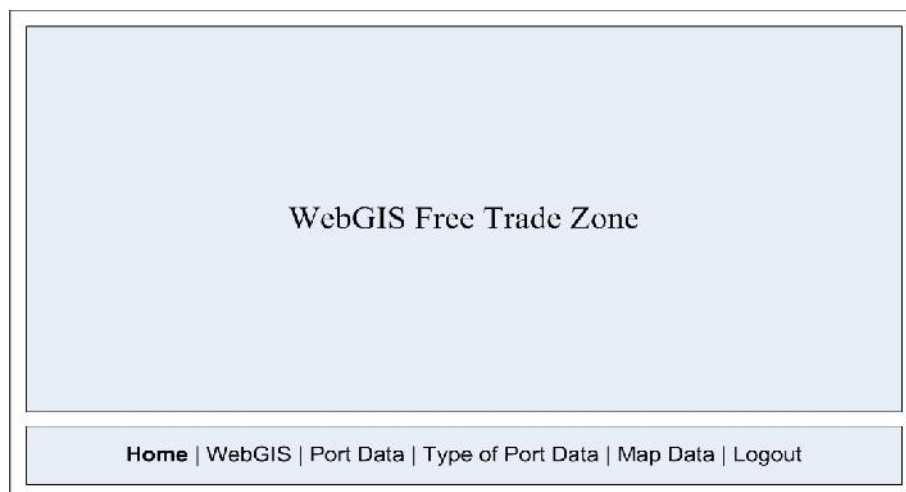 WebGIS Free Trade Zone
Home | WebGIS | Port Data | Type of Port Data | Map Data | Logout